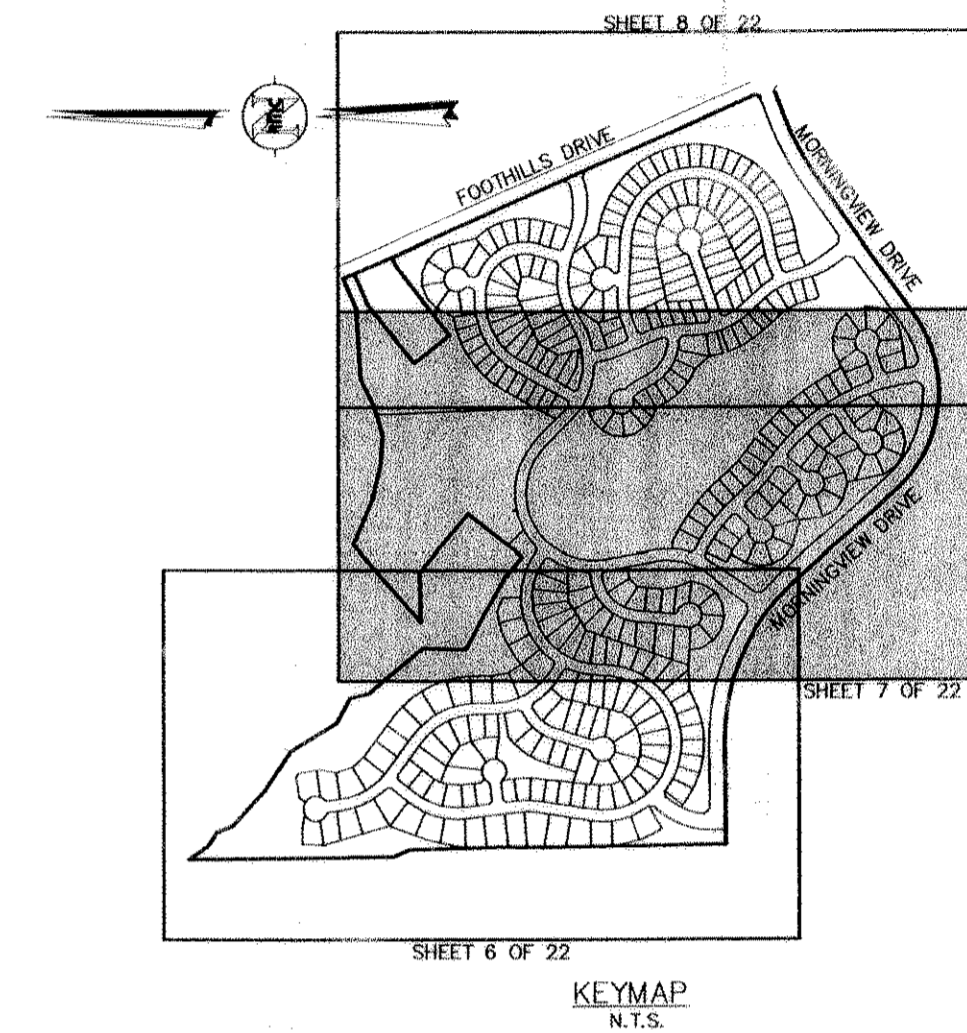 SHEET 8 OF 22
FOOTHILLS DRIVE
MORNINGVIEW DRIVE
MORNINGVIEW DRIVE
SHEET 7 OF 22
SHEET 6 OF 22
KEYMAP
N.T.S.